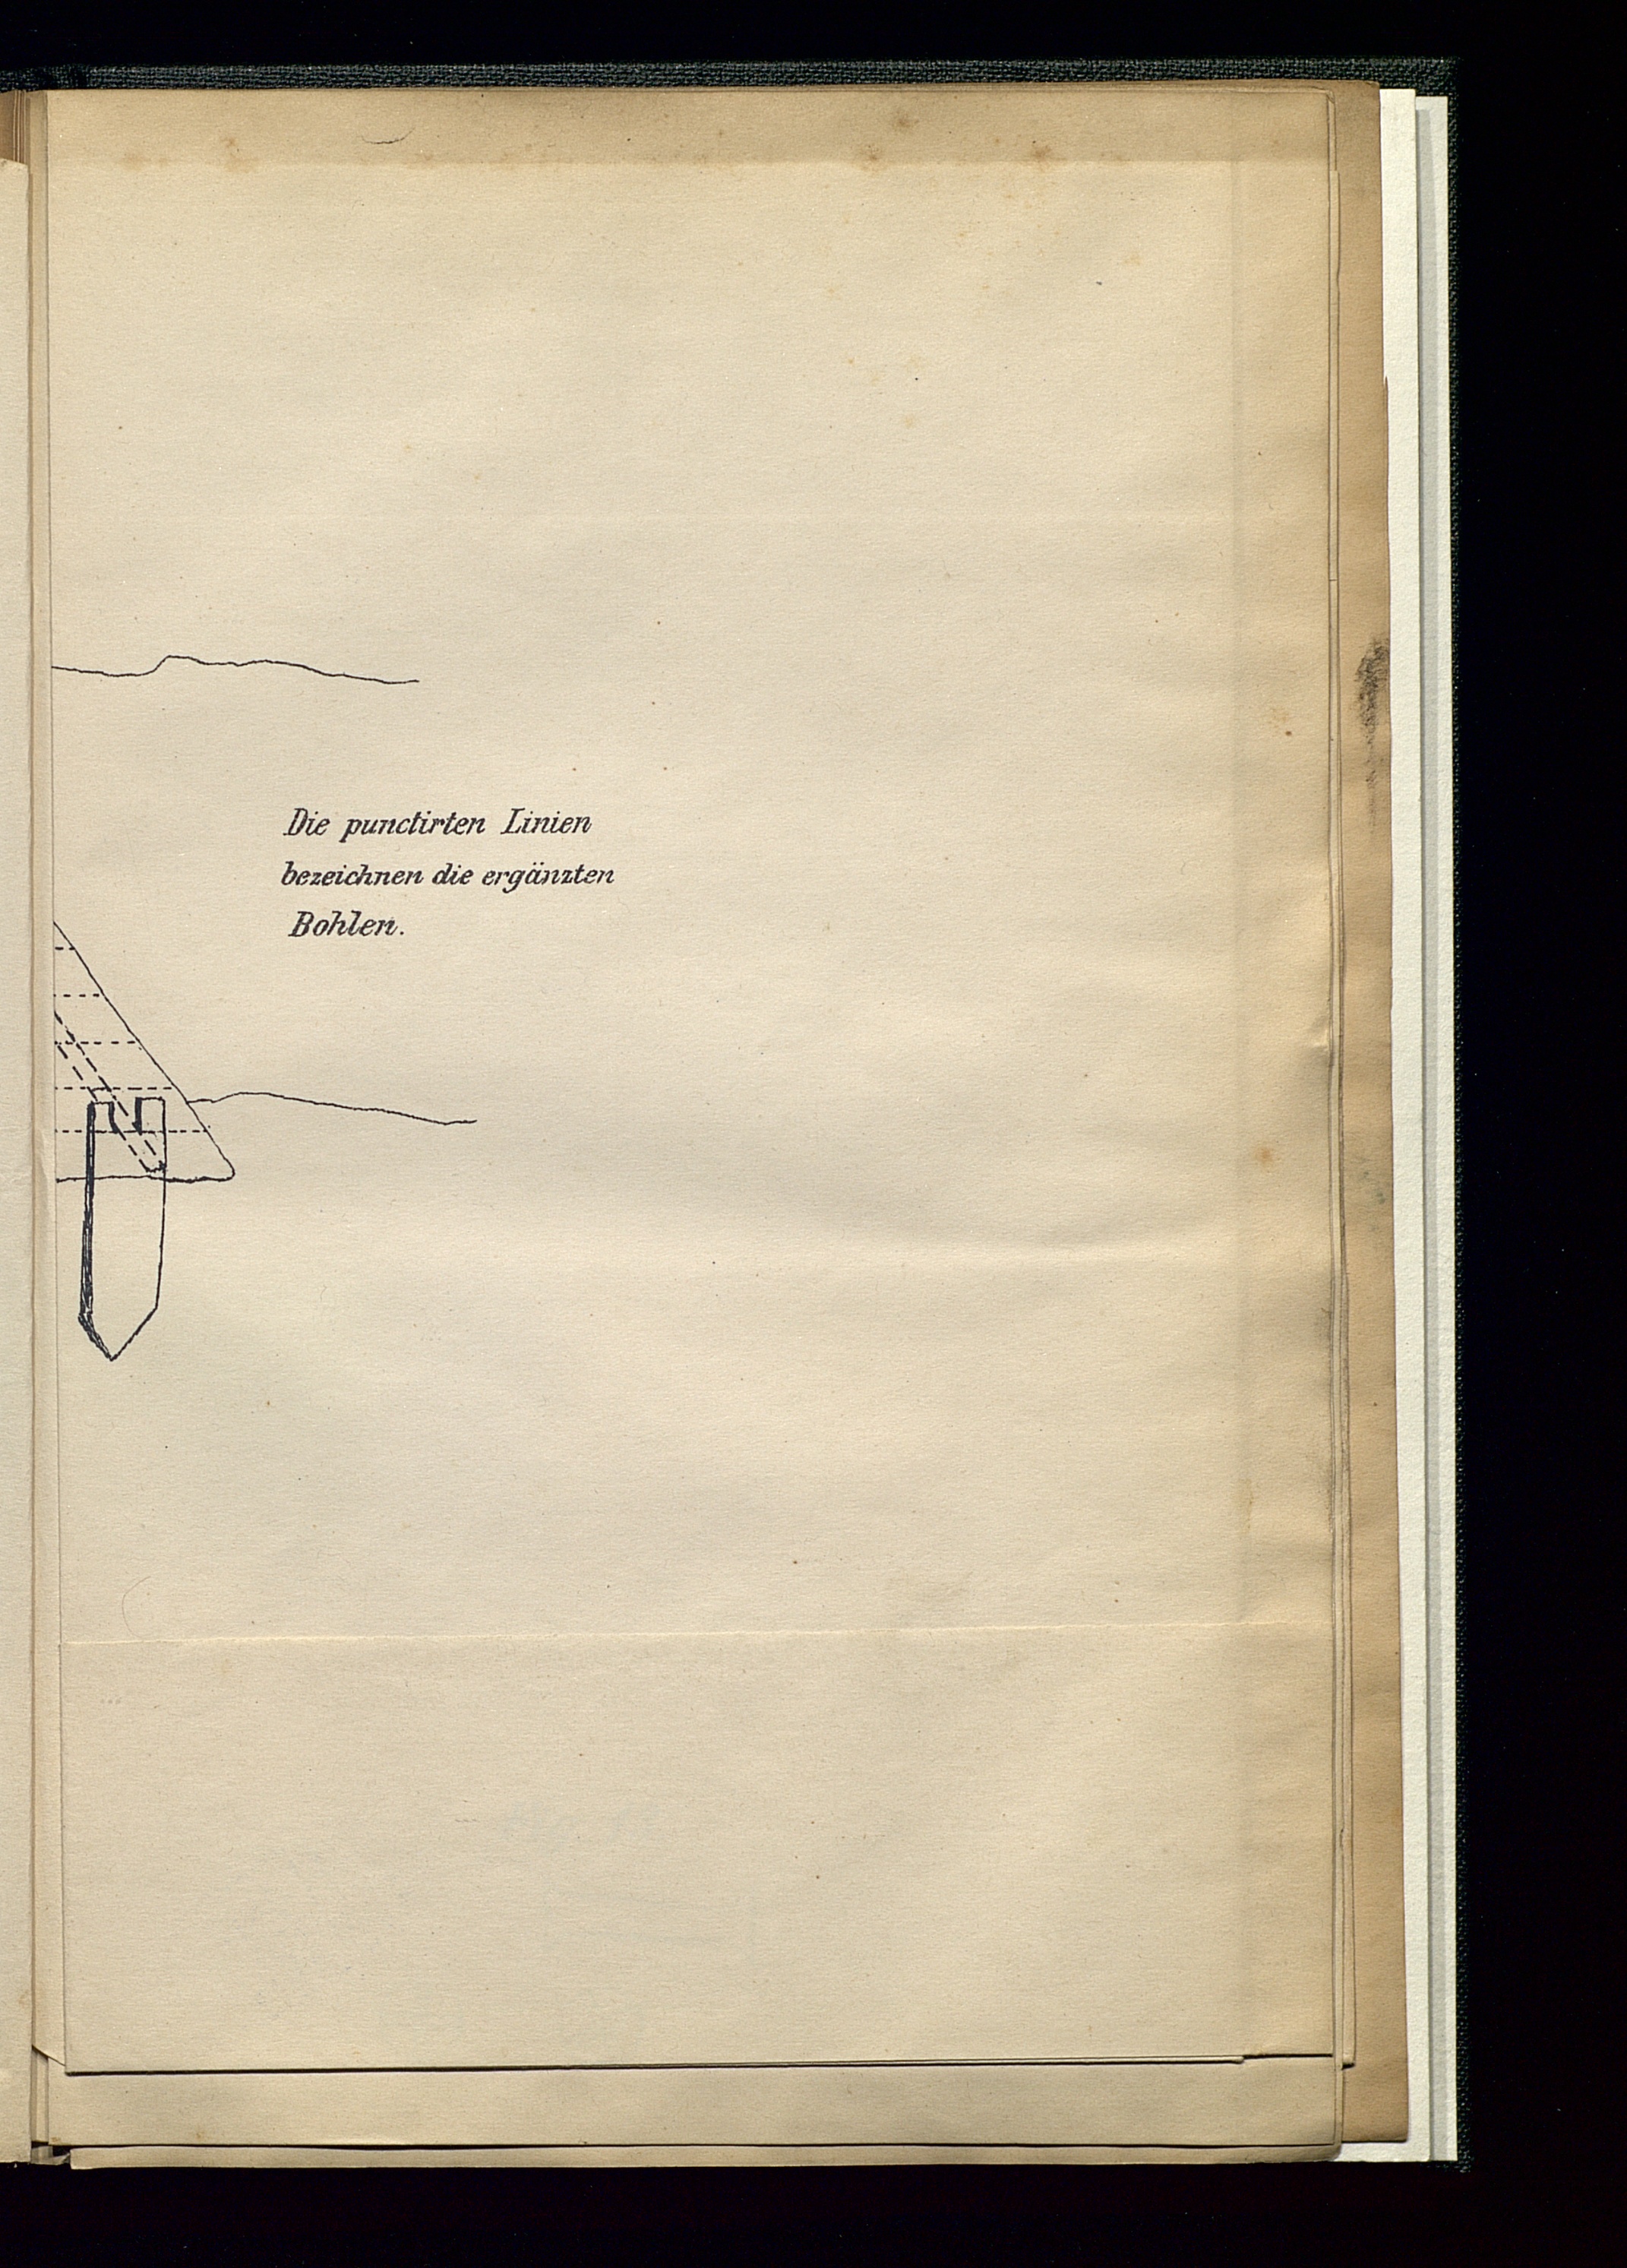 Die punctirten Linien
bezeichnen die ergänzten
Bohlen.